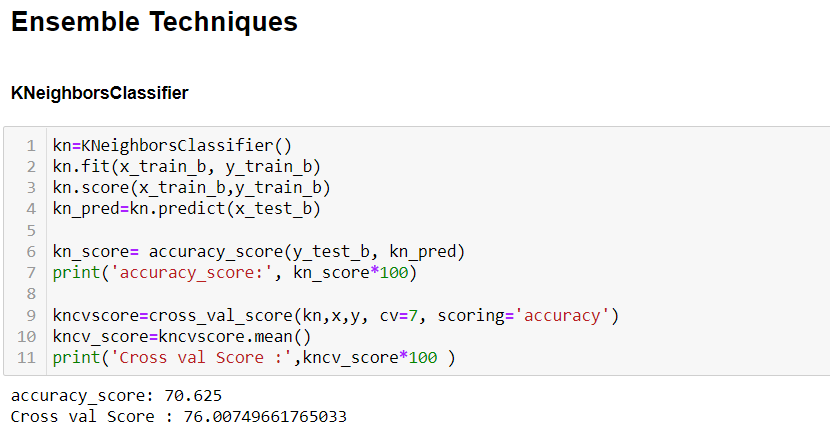 Ensemble Techniques
KNeighborsClassifier
1 kn=KNeighborsClassifier()
2 kn.fit(x_train_b, y_train_b)
3 kn.score(x_train_b,y_train_b)
4 kn_pred=kn.predict(x_test_b)
5
6 kn_score= accuracy_score(y_test_b, kn_pred)
7 print('accuracy_score:', kn_score*100)
8
9 kncvscore=cross_val_score(kn,x,y, cv=7, scoring='accuracy')
10 kncv_score=kncvscore.mean()
11 print('Cross val Score :',kncv_score*100 )
accuracy_score: 70.625
Cross val Score : 76.00749661765033